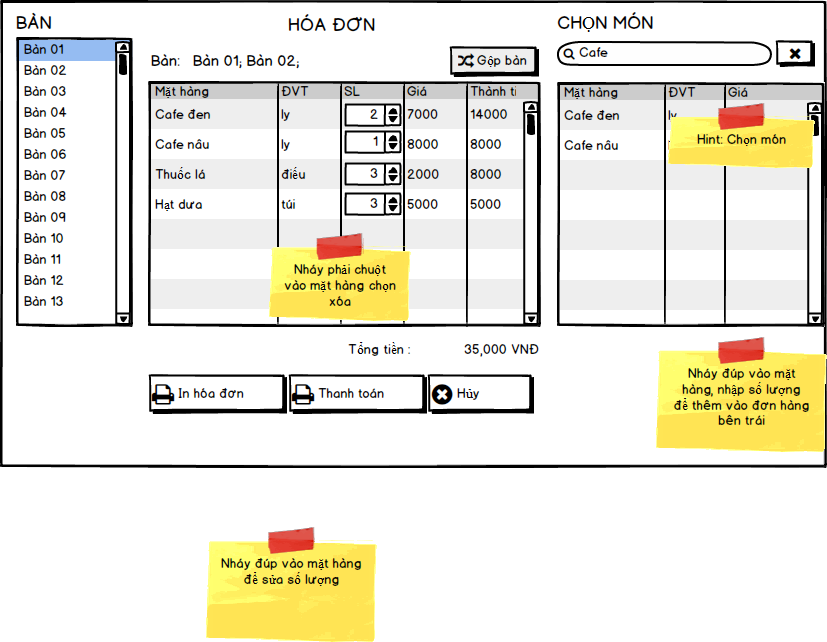 BÀN
HÓA ĐƠN
CHỌN MÓN
Bàn 01
Bàn 02
Bàn 03
Bàn 04
Bàn 05
Bàn 06
Bàn 07
Bàn 08
Bàn 09
Bàn 10
Bàn 11
Bàn 12
Bàn 13
Bàn: Bàn 01; Bàn 02;
Gộp bàn
Mặt hàng ĐVT SL Giá Thành ti
Cafe đen ly 2 7000 14000
Cafe nâu ly 1 8000 8000
Thuốc lá điếu 3 2000 8000
Hạt dưa túi 3 5000 5000
Nháy phải chuột
vào mặt hàng chọn
xóa
Tổng tiền : 35,000 VNĐ
In hóa đơn
Thanh toán
Hủy
Cafe
Mặt hàng ĐVT Giá
Cafe đen ly
Cafe nâu
Hint: Chọn món
Nháy đúp vào mặt
hàng, nhập số lượng
để thêm vào đơn hàng
bên trái
Nháy đúp vào mặt hàng
để sửa số lượng